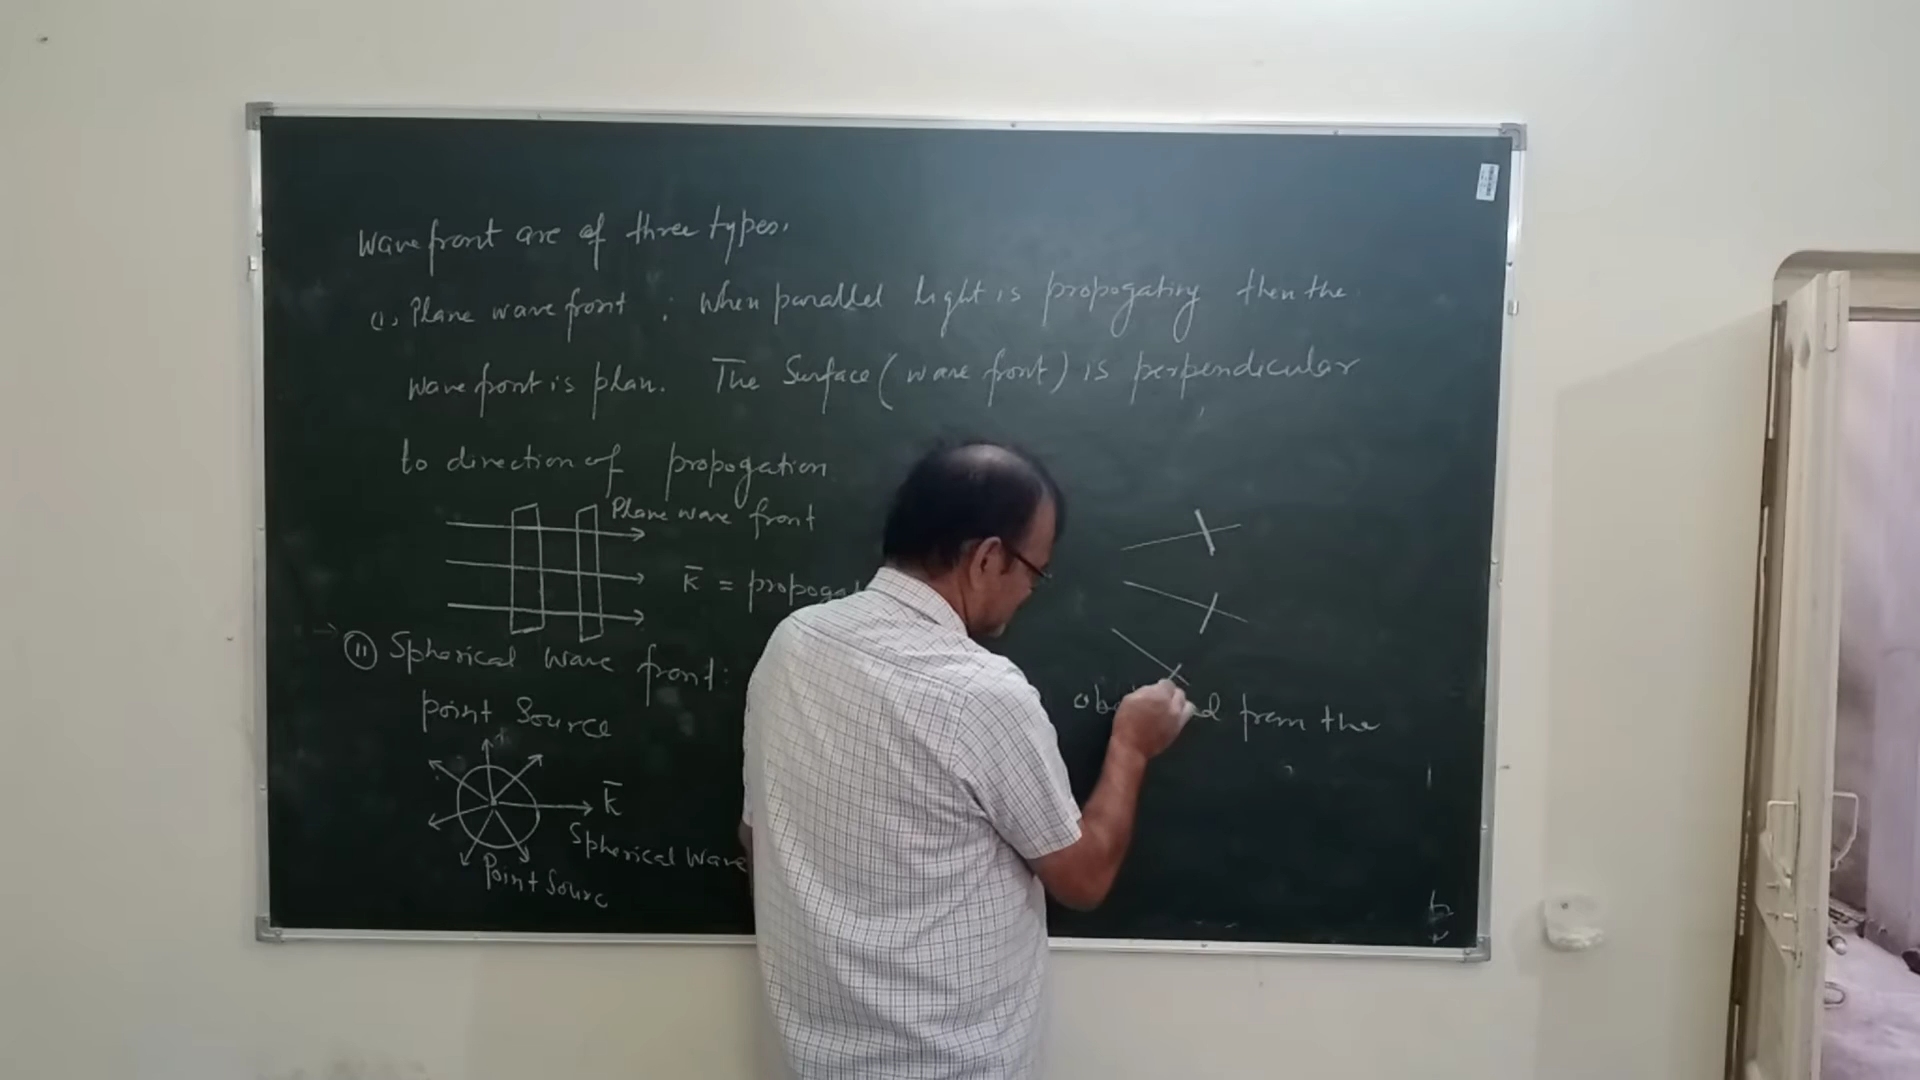 Wave front are of three types.
(I) Plane wave front : When parallel light is propogating then the
wave front is plan. The Surface (wave front) is perpendicular
to direction of propogation
Plane wave front
K̄ = propoga
(II) Spherical wave front: from the
point Source
K̄
Spherical Wave
Point Sourc